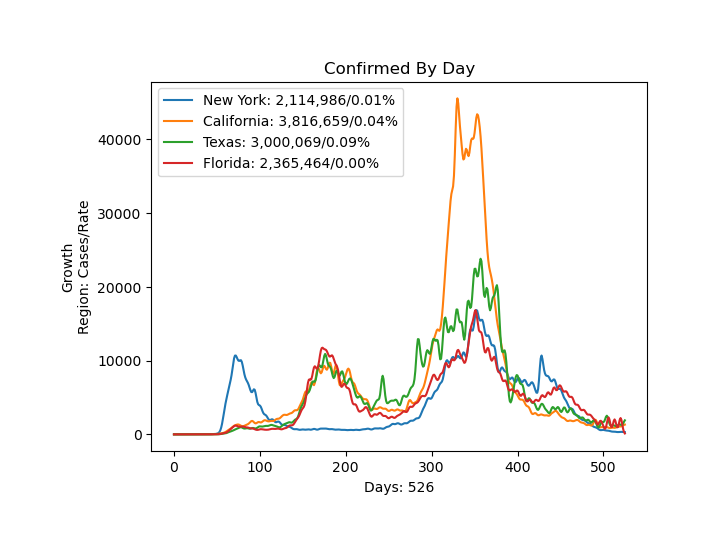 Confirmed By Day
New York: 2,114,986/0.01%
California: 3,816,659/0.04%
Texas: 3,000,069/0.09%
Florida: 2,365,464/0.00%
Growth
Region: Cases/Rate
40000
30000
20000
10000
0
0 100 200 300 400 500
Days: 526